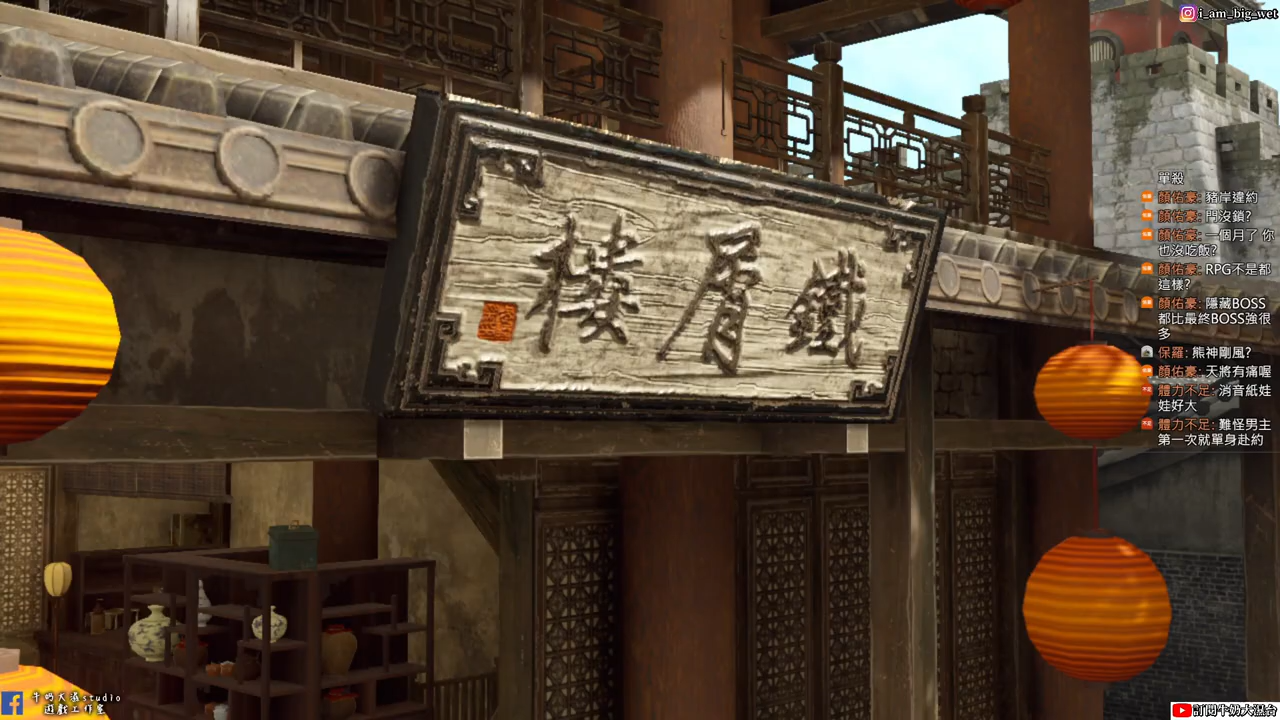 i_am_big_wet
樓屑鐵
單殺
顏佑豪: 豬岸違約
顏佑豪: 門沒鎖?
顏佑豪: 一個月了 你
也沒吃飯?
顏佑豪: RPG不是都
這樣?
顏佑豪: 隱藏BOSS
都比最終BOSS強很
多
保羅: 熊神剛風?
顏佑豪: 天將有痛喔
體力不足: 消音紙娃
娃好大
體力不足: 難怪男主
第一次就單身赴約
牛奶大濕studio
遊戲工作室
訂閱牛奶大濕台